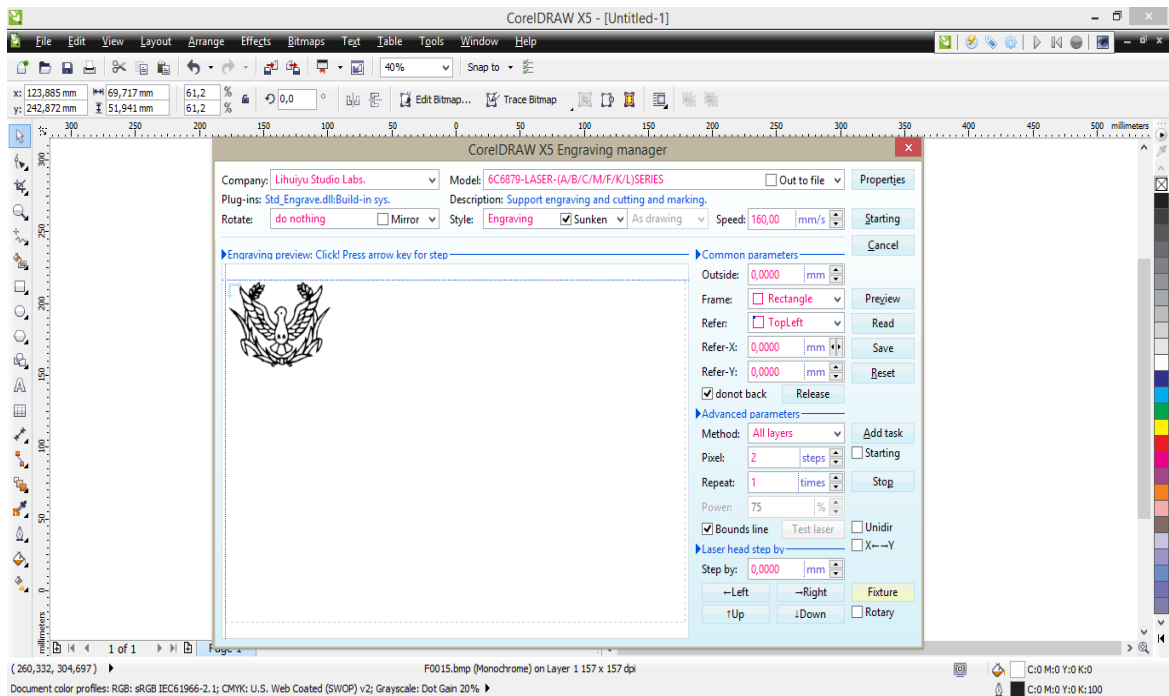 CorelDRAW X5 - [Untitled-1]
File Edit View Layout Arrange Effects Bitmaps Text Table Tools Window Help
40% Snap to
x: 123,885 mm 69,717 mm 61,2 %
y: 242,872 mm 51,941 mm 61,2 %
0,0 ° Edit Bitmap... Trace Bitmap
300 250 200 150 100 50 0 50 100 150 200 250 300 350 400 450 500 millimeters
300
250
200
150
100
50
0
millimeters
CorelDRAW X5 Engraving manager
Company: Lihuiyu Studio Labs. Model: 6C6879-LASER-(A/B/C/M/F/K/L)SERIES Out to file Properties
Plug-ins: Std_Engrave.dll:Build-in sys. Description: Support engraving and cutting and marking.
Rotate: do nothing Mirror Style: Engraving Sunken As drawing Speed: 160,00 mm/s Starting
Cancel
Engraving preview: Click! Press arrow key for step Common parameters
Outside: 0,0000 mm
Frame: Rectangle Preview
Refer: TopLeft Read
Refer-X: 0,0000 mm Save
Refer-Y: 0,0000 mm Reset
donot back Release
Advanced parameters
Method: All layers Add task
Pixel: 2 steps Starting
Repeat: 1 times Stop
Power: 75 %
Bounds line Test laser Unidir
X←→Y
Laser head step by
Step by: 0,0000 mm
←Left →Right Fixture
↑Up ↓Down Rotary
1 of 1 Page 1
(260,332, 304,697) F0015.bmp (Monochrome) on Layer 1 157 x 157 dpi C:0 M:0 Y:0 K:0
Document color profiles: RGB: sRGB IEC61966-2.1; CMYK: U.S. Web Coated (SWOP) v2; Grayscale: Dot Gain 20% C:0 M:0 Y:0 K:100